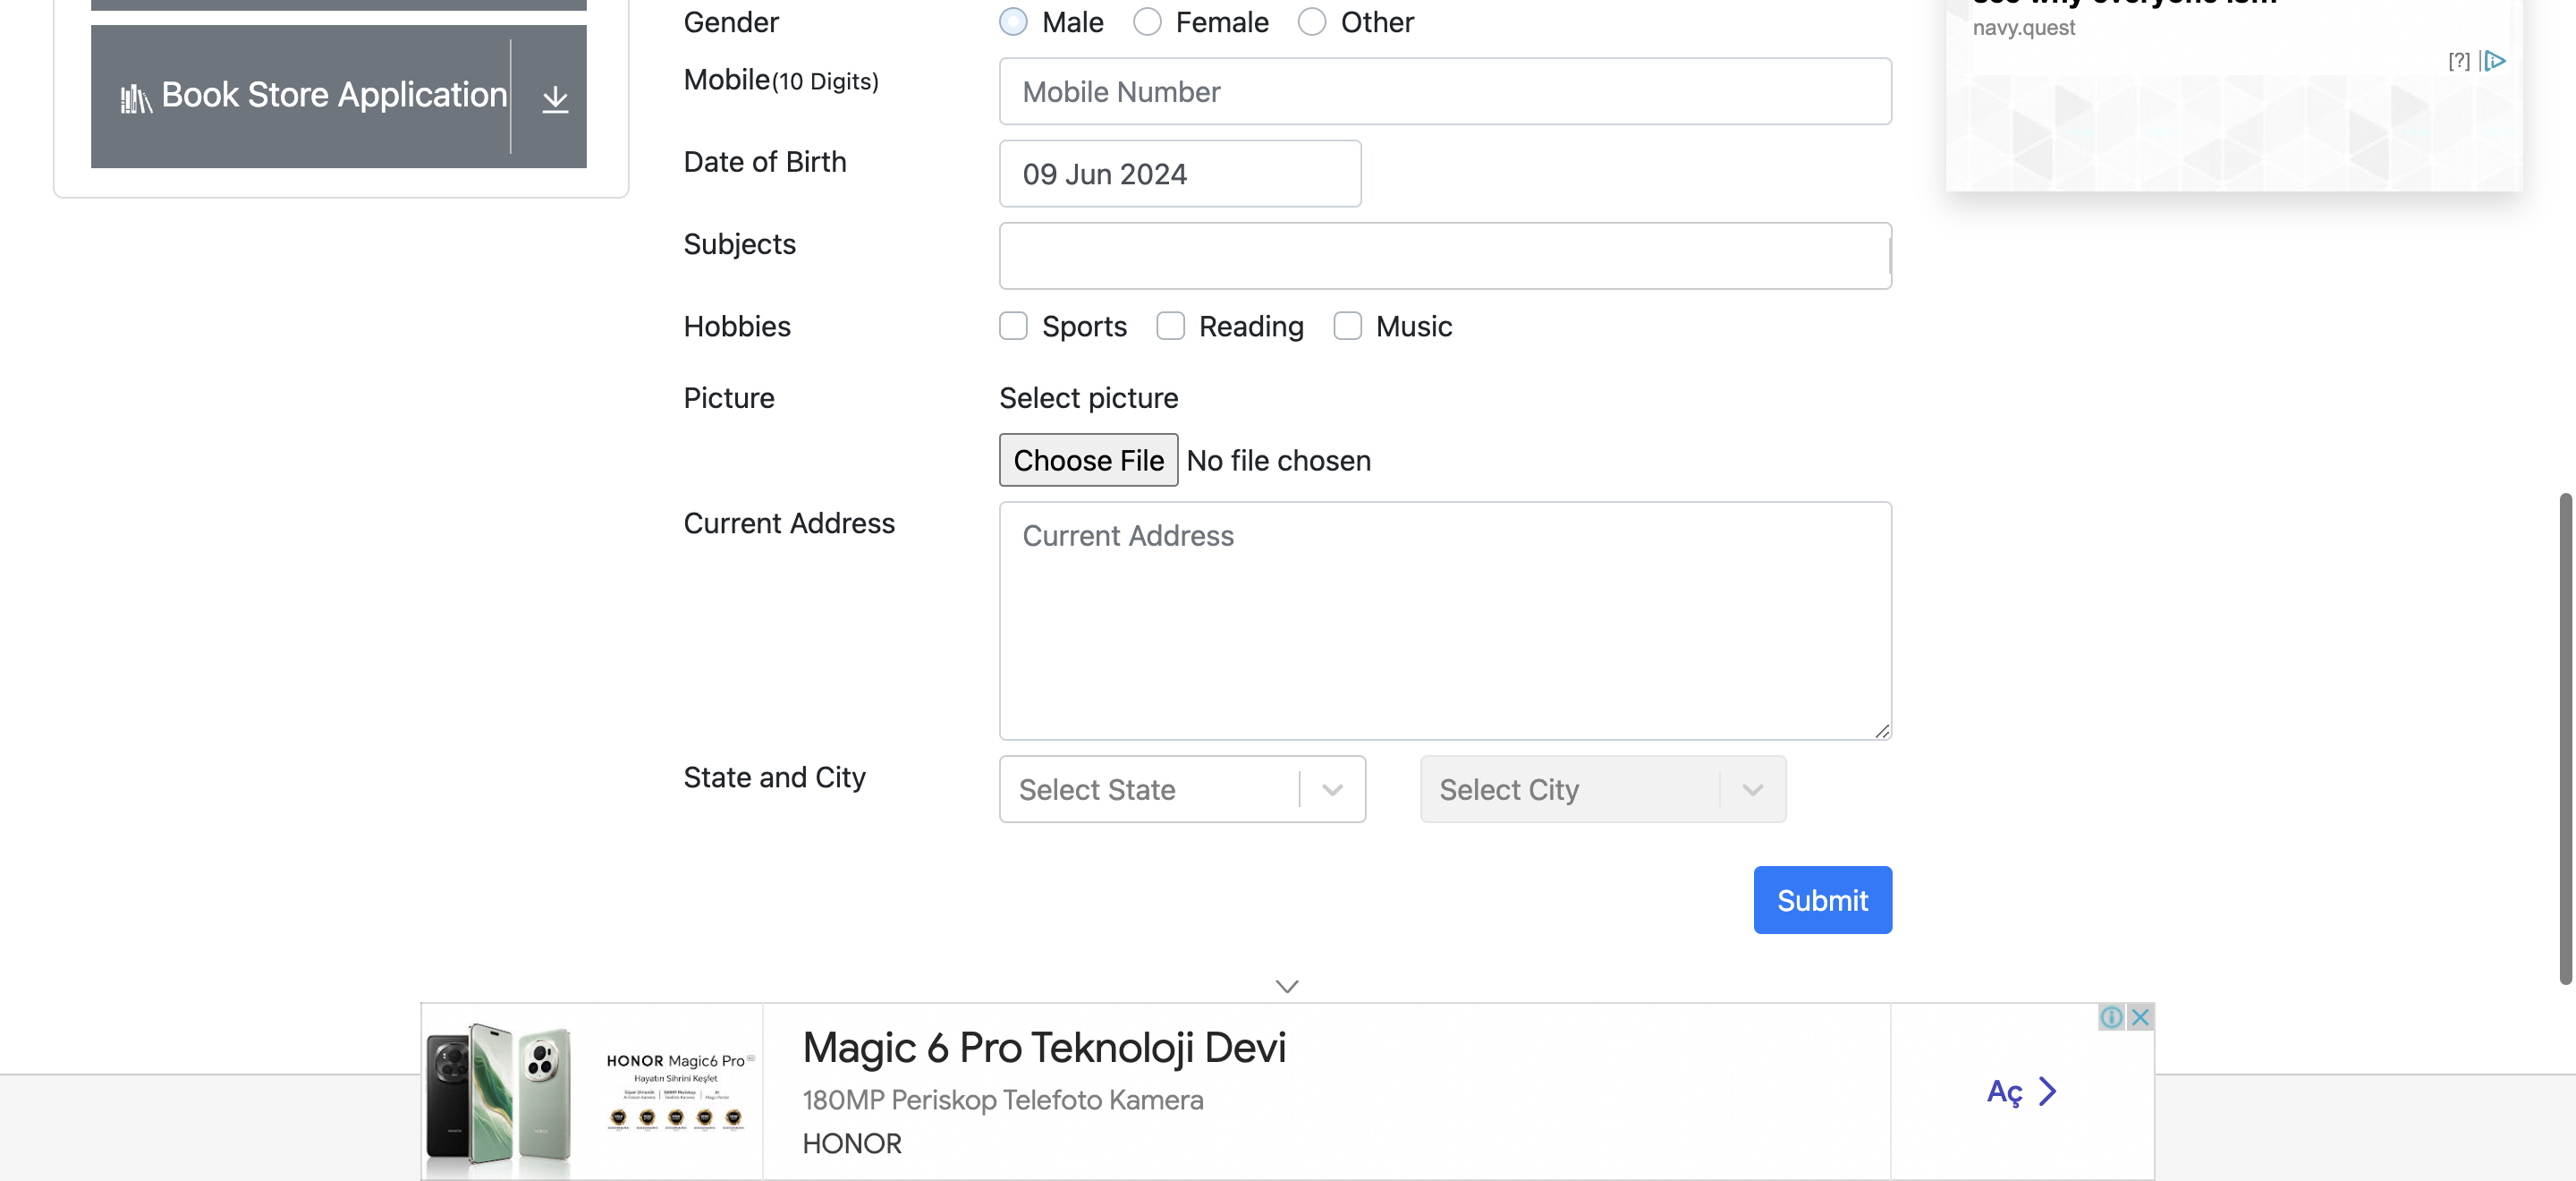 Gender
Male Female Other
navy.quest
[?]
Book Store Application
Mobile(10 Digits)
Mobile Number
Date of Birth
09 Jun 2024
Subjects
Hobbies
Sports Reading Music
Picture
Select picture
Choose File No file chosen
Current Address
Current Address
State and City
Select State
Select City
Submit
HONOR Magic6 Pro
Hayatın Sihrini Keşfet
Magic 6 Pro Teknoloji Devi
180MP Periskop Telefoto Kamera
HONOR
Aç